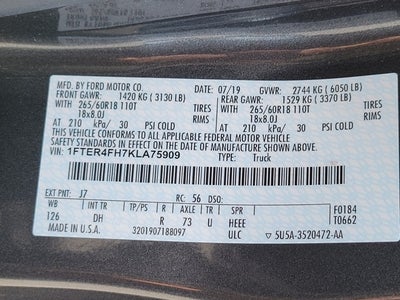 MFD. BY FORD MOTOR CO.
07/19 GVWR: 2744 KG ( 6050 LB)
FRONT GAWR: 1420 KG ( 3130 LB) REAR GAWR: 1529 KG ( 3370 LB)
WITH 265/60R18 110T TIRES WITH 265/60R18 110T TIRES
18x8.0J RIMS 18x8.0J RIMS
AT 210 kPa/ 30 PSI COLD AT 210 kPa/ 30 PSI COLD
THIS VEHICLE CONFORMS TO ALL APPLICABLE FEDERAL MOTOR VEHICLE
SAFETY STANDARDS IN EFFECT ON THE DATE OF MANUFACTURE SHOWN ABOVE.
VIN: 1FTER4FH7KLA75909
TYPE: Truck
EXT PNT: J7 RC: 56 DSO:
WB INT TR TP/PS R AXLE TR SPR F0184
126 DH R 73 U HEEE T0662
MADE IN U.S.A. 3201907188097 ULC 5U5A-3520472-AA